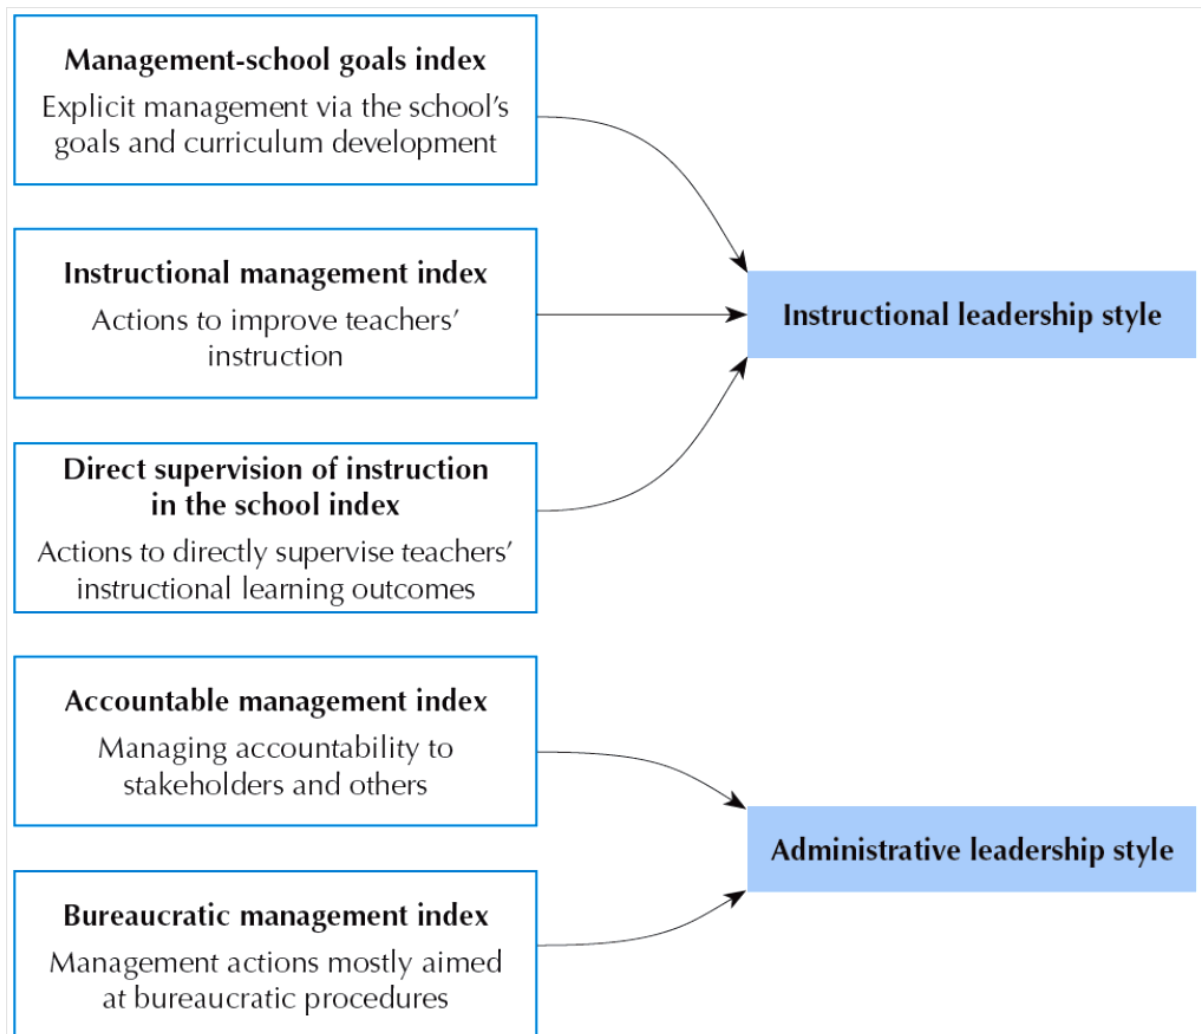 Management-school goals index
Explicit management via the school’s
goals and curriculum development
Instructional management index
Actions to improve teachers’
instruction
Direct supervision of instruction
in the school index
Actions to directly supervise teachers’
instructional learning outcomes
Accountable management index
Managing accountability to
stakeholders and others
Bureaucratic management index
Management actions mostly aimed
at bureaucratic procedures
Instructional leadership style
Administrative leadership style